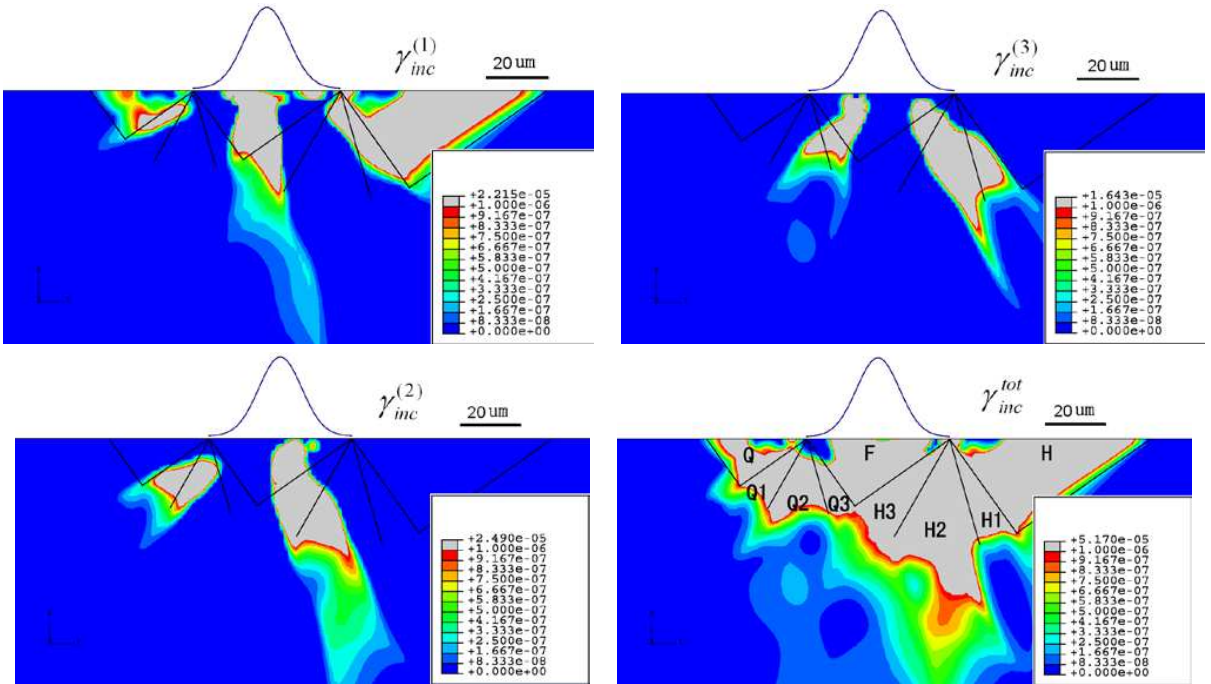 γ_inc^(1)
20 um
+2.215e-05
+1.000e-06
+9.167e-07
+8.333e-07
+7.500e-07
+6.667e-07
+5.833e-07
+5.000e-07
+4.167e-07
+3.333e-07
+2.500e-07
+1.667e-07
+8.333e-08
+0.000e+00
γ_inc^(3)
20 um
+1.643e-05
+1.000e-06
+9.167e-07
+8.333e-07
+7.500e-07
+6.667e-07
+5.833e-07
+5.000e-07
+4.167e-07
+3.333e-07
+2.500e-07
+1.667e-07
+8.333e-08
+0.000e+00
γ_inc^(2)
20 um
+2.490e-05
+1.000e-06
+9.167e-07
+8.333e-07
+7.500e-07
+6.667e-07
+5.833e-07
+5.000e-07
+4.167e-07
+3.333e-07
+2.500e-07
+1.667e-07
+8.333e-08
+0.000e+00
γ_inc^tot
20 um
Q F H
Q1 Q2 Q3 H3 H2 H1
+5.170e-05
+1.000e-06
+9.167e-07
+8.333e-07
+7.500e-07
+6.667e-07
+5.833e-07
+5.000e-07
+4.167e-07
+3.333e-07
+2.500e-07
+1.667e-07
+8.333e-08
+0.000e+00